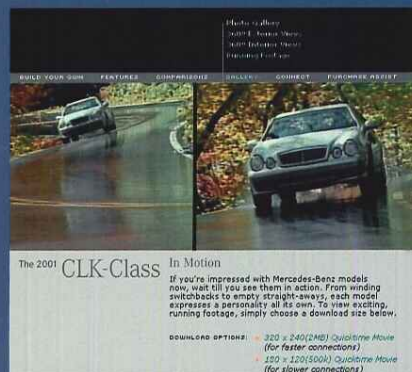 Photo Gallery
360° Exterior Views
360° Interior Views
Running Footage
BUILD YOUR OWN FEATURES COMPARISONS GALLERY CONNECT PURCHASE ASSIST
The 2001 CLK-Class
In Motion
If you're impressed with Mercedes-Benz models
now, wait till you see them in action. From winding
switchbacks to empty straight-aways, each model
expresses a personality all its own. To view exciting,
running footage, simply choose a download size below.
DOWNLOAD OPTIONS: 320 x 240(2MB) Quicktime Movie
(for faster connections)
150 x 120(500k) Quicktime Movie
(for slower connections)